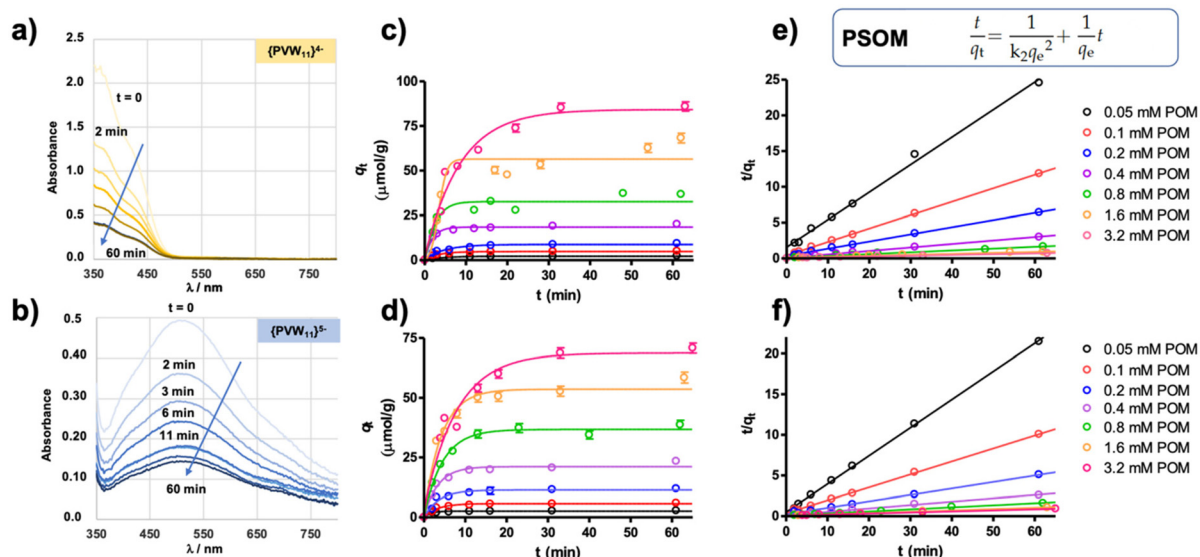 a)
{PVW₁₁}⁴⁻
2.5
2.0
1.5
1.0
0.5
0.0
Absorbance
t = 0
2 min
60 min
350 450 550 650 750
λ / nm
b)
{PVW₁₁}⁵⁻
0.5
0.40
0.30
0.20
0.10
0.0
Absorbance
t = 0
2 min
3 min
6 min
11 min
60 min
350 450 550 650 750
λ / nm
c)
100
75
50
25
0
qt
(μmol/g)
0 10 20 30 40 50 60
t (min)
d)
75
50
25
0
qt
(μmol/g)
0 10 20 30 40 50 60
t (min)
e)
PSOM t/qt = 1/k₂qe² + 1/qe t
25
20
15
10
5
0
t/qt
0 10 20 30 40 50 60 70
t (min)
0.05 mM POM
0.1 mM POM
0.2 mM POM
0.4 mM POM
0.8 mM POM
1.6 mM POM
3.2 mM POM
f)
20
15
10
5
0
t/qt
0 10 20 30 40 50 60 70
t (min)
0.05 mM POM
0.1 mM POM
0.2 mM POM
0.4 mM POM
0.8 mM POM
1.6 mM POM
3.2 mM POM